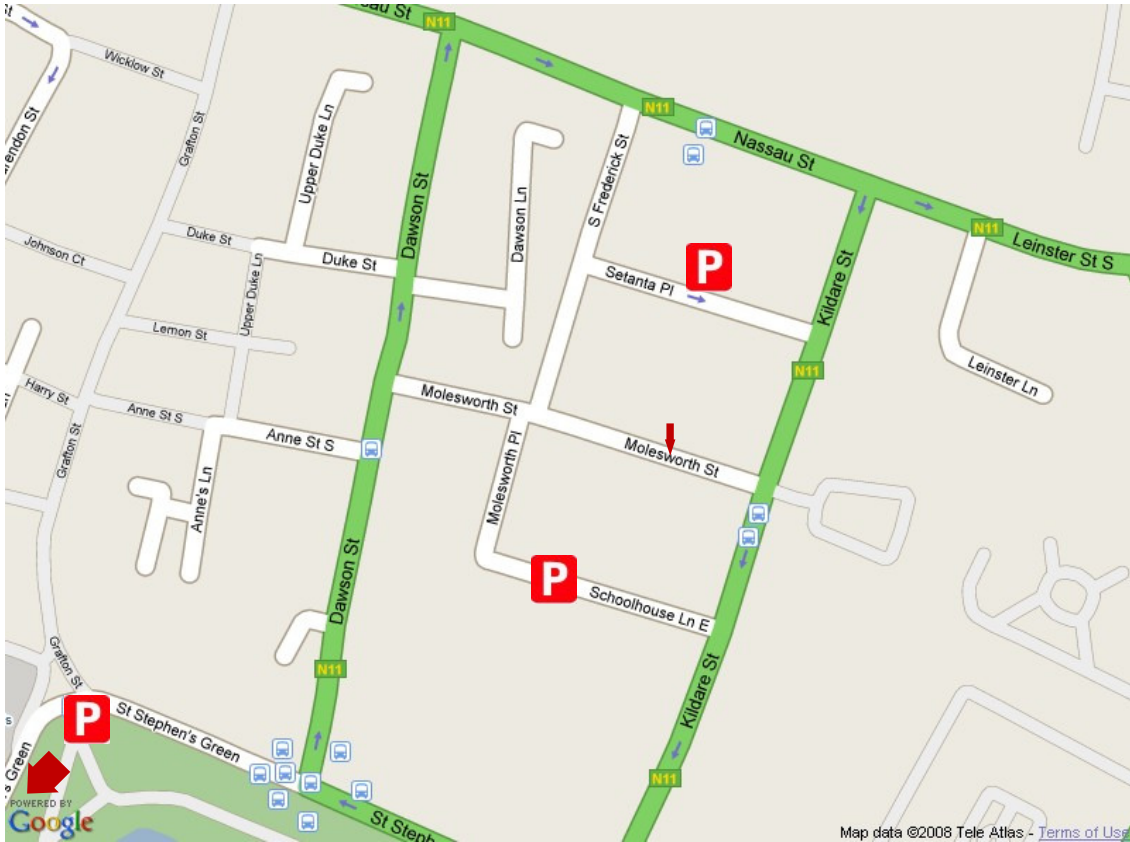 St
N11
Wicklow St
Grafton St
Upper Duke Ln
Dawson Ln
S Frederick St
N11
Nassau St
Dawson St
Duke St
Johnson Ct
Duke St
Upper Duke Ln
P
Setanta Pl
Kildare St
N11
Leinster St S
Lemon St
N11
Leinster Ln
Harry St
Anne St S
Molesworth St
Anne St S
Grafton St
Molesworth Pl
Molesworth St
Anne's Ln
Dawson St
P
Schoolhouse Ln E
Grafton St
N11
Kildare St
P
St Stephen's Green
s Green
N11
POWERED BY
Google
St Steph
Map data ©2008 Tele Atlas - Terms of Use